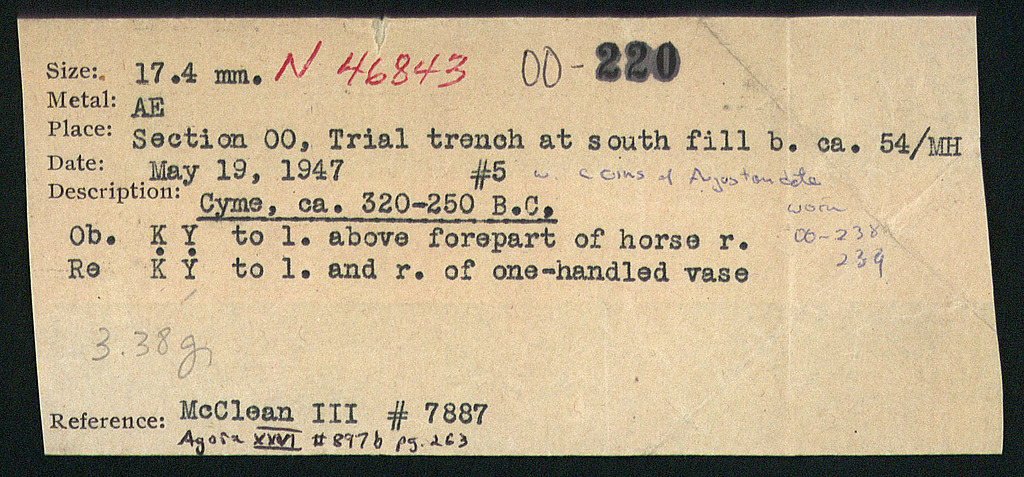 Size: 17.4 mm. N 46843 OO-220
Metal: AE
Place: Section OO, Trial trench at south fill b. ca. 54/MH
Date: May 19, 1947 #5 w. coins of Augustan date
worn
Description: Cyme, ca. 320-250 B.C.
OO-238
239
Ob. Ḳ Ỵ to l. above forepart of horse r.
Re Ḳ Ỵ to l. and r. of one-handled vase
3.38g
Reference: McClean III # 7887
Agora XXVI #897b pg. 263